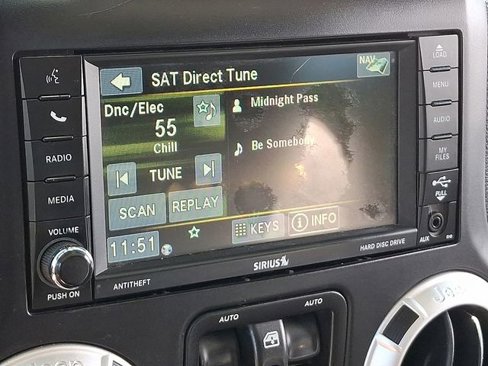 SAT Direct Tune
NAV
LOAD
MENU
Dnc/Elec
55
Chill
Midnight Pass
Be Somebody
AUDIO
MY FILES
RADIO
TUNE
MEDIA
SCAN
REPLAY
PULL
VOLUME
KEYS
INFO
11:51
PUSH ON
ANTITHEFT
SIRIUS
HARD DISC DRIVE
AUX
AUTO
AUTO
Jeep